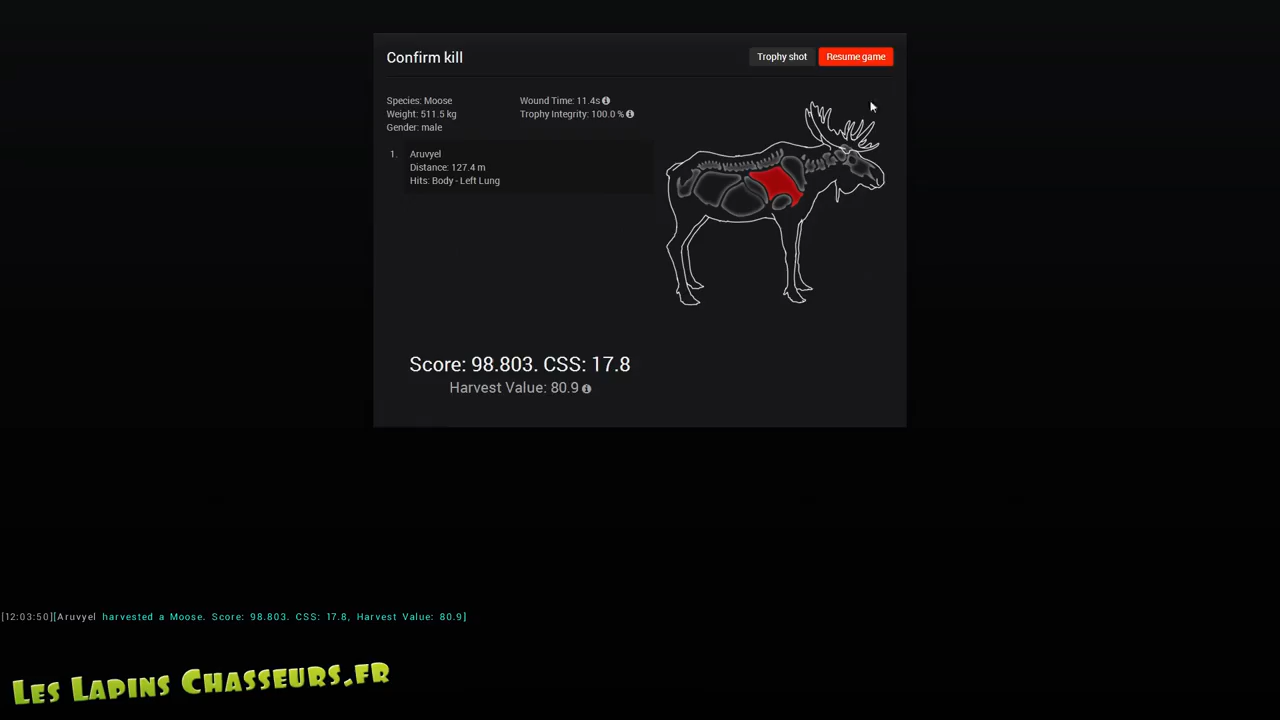 Confirm kill
Trophy shot
Resume game
Species: Moose
Weight: 511.5 kg
Gender: male
Wound Time: 11.4s
Trophy Integrity: 100.0 %
1.
Aruvyel
Distance: 127.4 m
Hits: Body - Left Lung
Score: 98.803. CSS: 17.8
Harvest Value: 80.9
[12:03:50][Aruvyel harvested a Moose. Score: 98.803. CSS: 17.8, Harvest Value: 80.9]
Les Lapins Chasseurs.fr